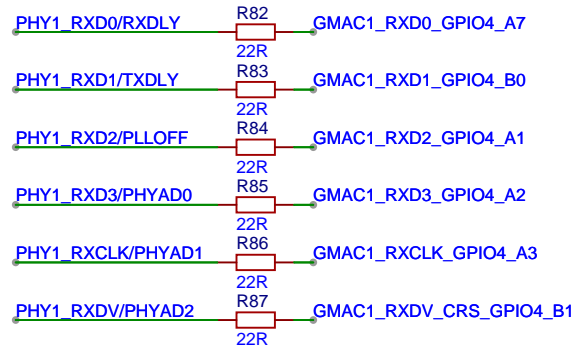 R82
PHY1_RXD0/RXDLY GMAC1_RXD0_GPIO4_A7
22R
R83
PHY1_RXD1/TXDLY GMAC1_RXD1_GPIO4_B0
22R
R84
PHY1_RXD2/PLLOFF GMAC1_RXD2_GPIO4_A1
22R
R85
PHY1_RXD3/PHYAD0 GMAC1_RXD3_GPIO4_A2
22R
R86
PHY1_RXCLK/PHYAD1 GMAC1_RXCLK_GPIO4_A3
22R
R87
PHY1_RXDV/PHYAD2 GMAC1_RXDV_CRS_GPIO4_B1
22R